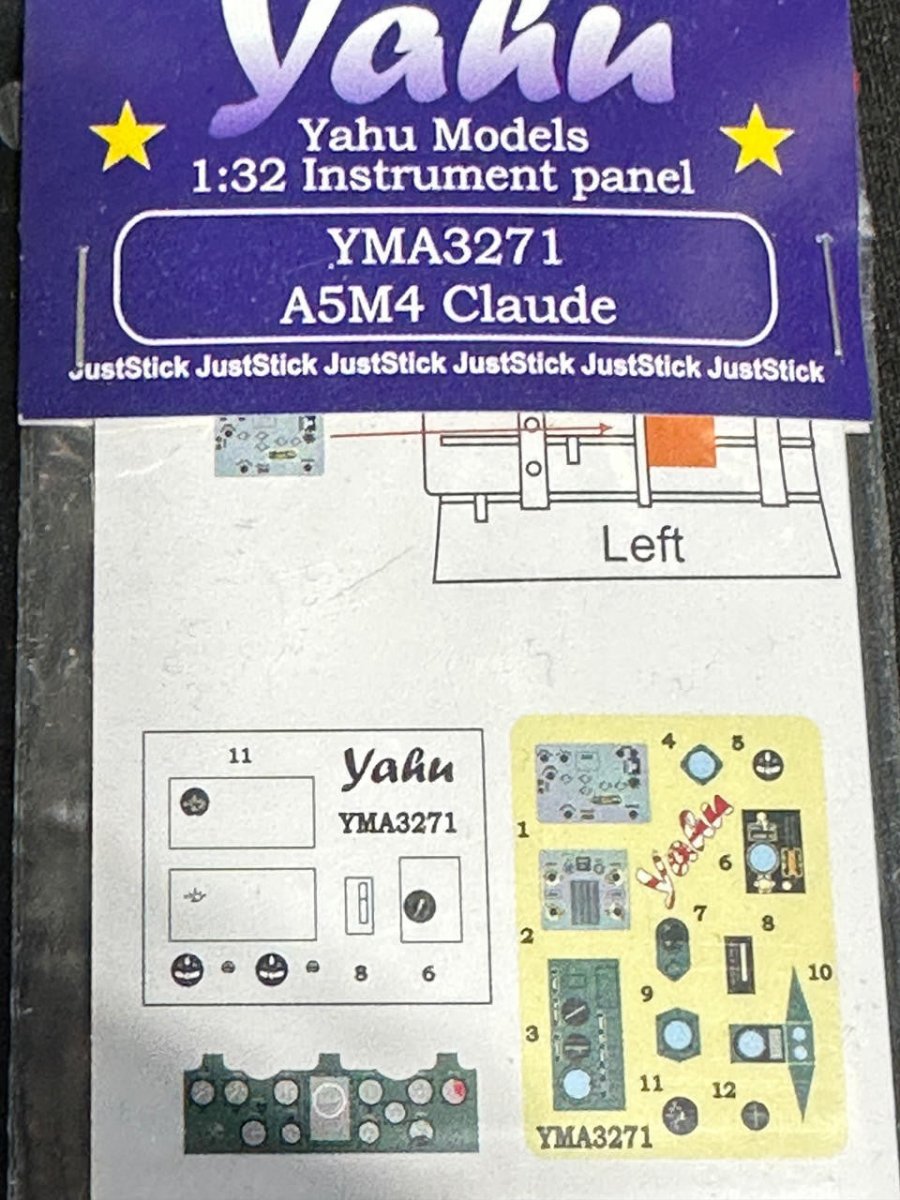 Yahu
Yahu Models
1:32 Instrument panel
YMA3271
A5M4 Claude
JustStick JustStick JustStick JustStick JustStick JustStick
Left
11
Yahu
YMA3271
8
6
4
5
1
Yahu
6
2
7
8
10
9
3
11
12
YMA3271